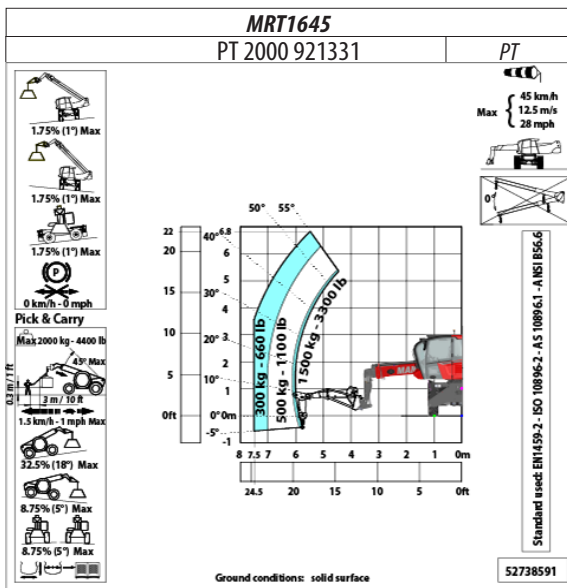 MRT1645
PT 2000 921331
PT
1.75% (1°) Max
1.75% (1°) Max
1.75% (1°) Max
P
0 km/h - 0 mph
Pick & Carry
Max 2000 kg - 4400 lb
45° Max
0.3 m / 1 ft
3 m / 10 ft
1.5 km/h - 1 mph Max
32.5% (18°) Max
8.75% (5°) Max
8.75% (5°) Max
Max
45 km/h
12.5 m/s
28 mph
0°
50° 55°
40°
30°
20°
10°
0°
-5°
22
20
15
10
5
0ft
6.8
6
5
4
3
2
1
0m
-1
300 kg - 660 lb
500 kg - 1100 lb
1500 kg - 3300 lb
8 7.5 7 6 5 4 3 2 1 0m
24.5 20 15 10 5 0ft
Standard used: EN1459-2 - ISO 10896-2 - AS 10896.1 - ANSI B56.6
Ground conditions: solid surface
52738591